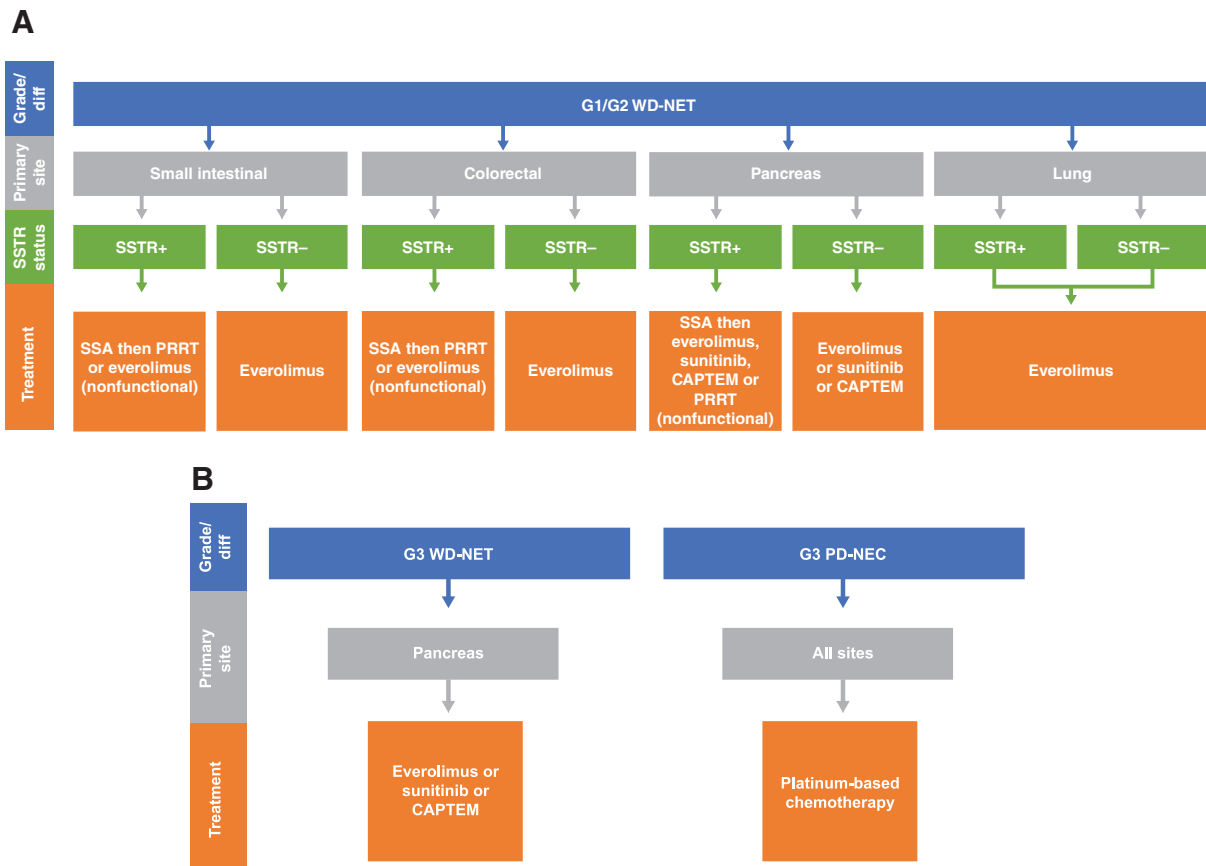 A
Grade/
diff
G1/G2 WD-NET
Primary
site
Small intestinal
Colorectal
Pancreas
Lung
SSTR
status
SSTR+
SSTR–
SSTR+
SSTR–
SSTR+
SSTR–
SSTR+
SSTR–
Treatment
SSA then PRRT
or everolimus
(nonfunctional)
Everolimus
SSA then PRRT
or everolimus
(nonfunctional)
Everolimus
SSA then
everolimus,
sunitinib,
CAPTEM or
PRRT
(nonfunctional)
Everolimus
or sunitinib
or CAPTEM
Everolimus
B
Grade/
diff
G3 WD-NET
G3 PD-NEC
Primary
site
Pancreas
All sites
Treatment
Everolimus or
sunitinib or
CAPTEM
Platinum-based
chemotherapy